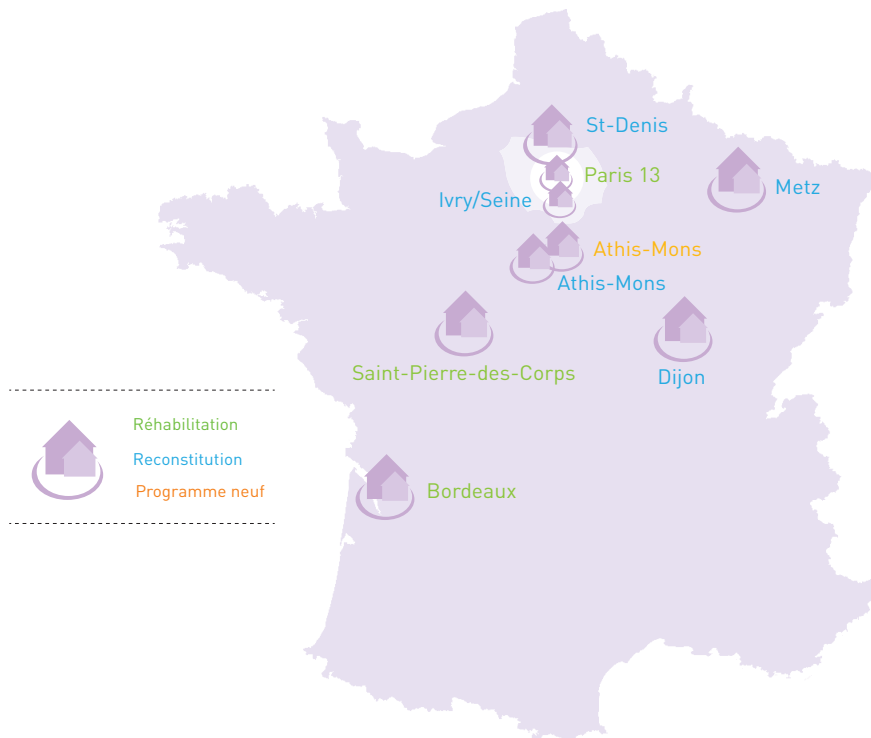 St-Denis
Paris 13
Metz
Ivry/Seine
Athis-Mons
Athis-Mons
Saint-Pierre-des-Corps
Dijon
Réhabilitation
Reconstitution
Programme neuf
Bordeaux